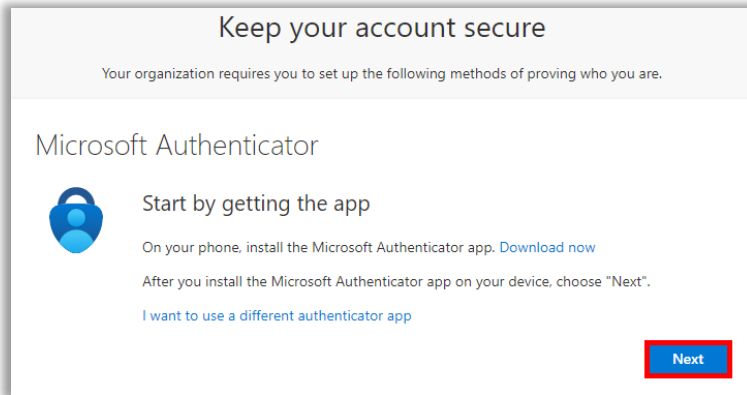 Keep your account secure
Your organization requires you to set up the following methods of proving who you are.
Microsoft Authenticator
Start by getting the app
On your phone, install the Microsoft Authenticator app. Download now
After you install the Microsoft Authenticator app on your device, choose "Next".
I want to use a different authenticator app
Next